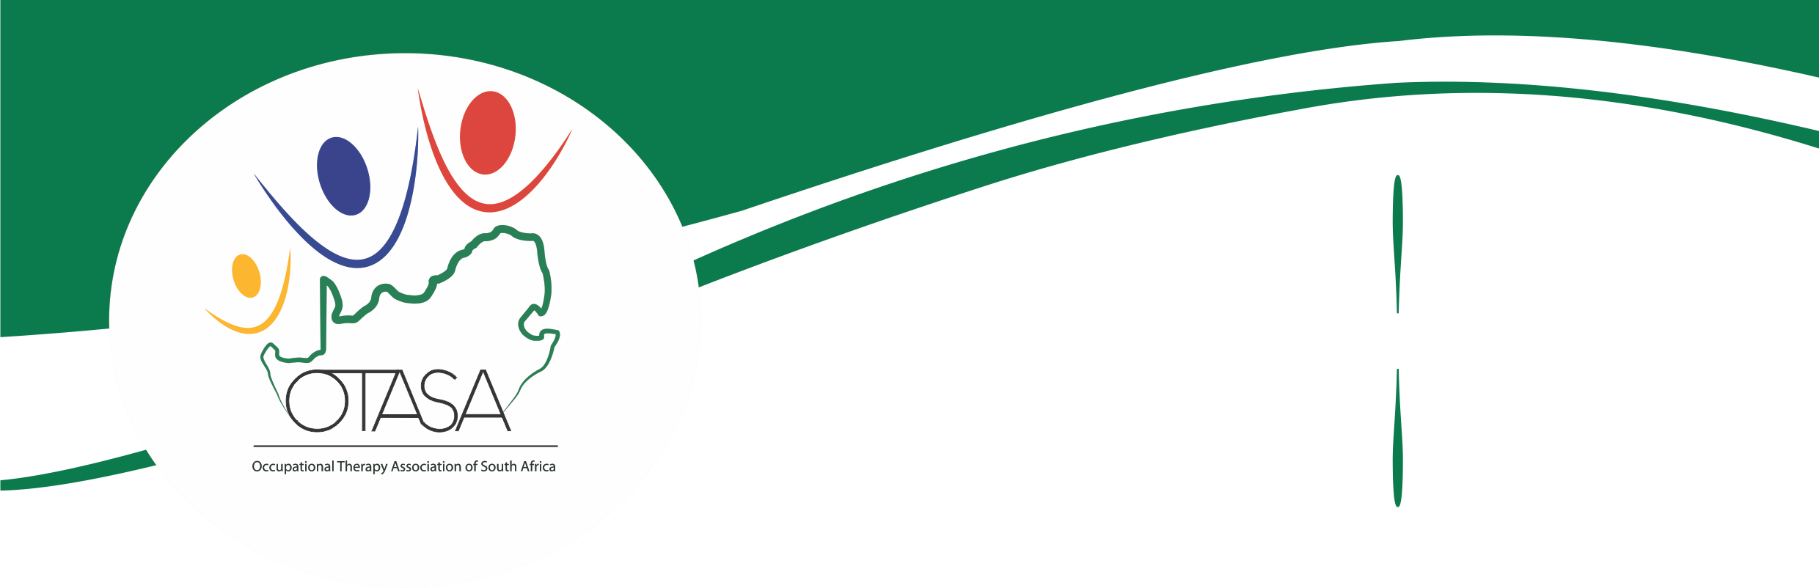 OTASA
Occupational Therapy Association of South Africa